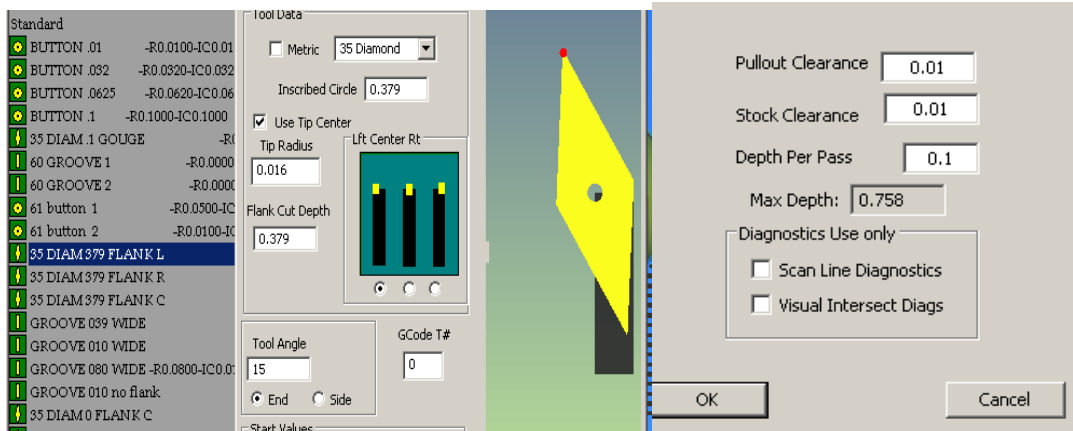 Standard
BUTTON .01 -R0.0100-IC0.01
BUTTON .032 -R0.0320-IC0.032
BUTTON .0625 -R0.0620-IC0.06
BUTTON .1 -R0.1000-IC0.1000
35 DIAM .1 GOUGE -R(
60 GROOVE 1 -R0.0000
60 GROOVE 2 -R0.0000
61 button 1 -R0.0500-IC
61 button 2 -R0.0100-IC
35 DIAM 379 FLANK L
35 DIAM 379 FLANK R
35 DIAM 379 FLANK C
GROOVE 039 WIDE
GROOVE 010 WIDE
GROOVE 080 WIDE -R0.0800-IC0.0
GROOVE 010 no flank
35 DIAM 0 FLANK C
Tool Data
Metric 35 Diamond
Inscribed Circle 0.379
Use Tip Center
Tip Radius
0.016
Lft Center Rt
Flank Cut Depth
0.379
Tool Angle
15
End Side
GCode T#
0
Start Values
Pullout Clearance 0.01
Stock Clearance 0.01
Depth Per Pass 0.1
Max Depth: 0.758
Diagnostics Use only
Scan Line Diagnostics
Visual Intersect Diags
OK Cancel